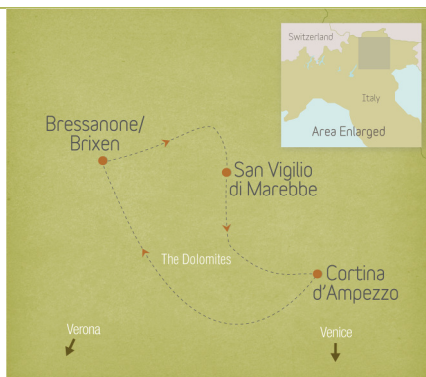 Switzerland
Italy
Area Enlarged
Bressanone/
Brixen
San Vigilio
di Marebbe
The Dolomites
Cortina
d'Ampezzo
Verona
Venice